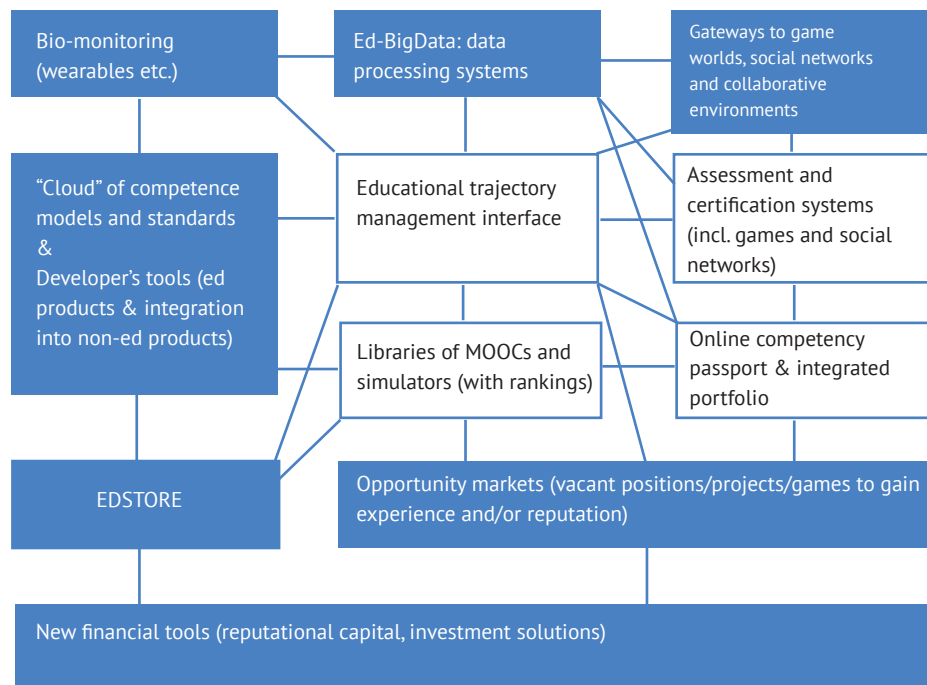 Bio-monitoring
(wearables etc.)
Ed-BigData: data
processing systems
Gateways to game
worlds, social networks
and collaborative
environments
“Cloud” of competence
models and standards
&
Developer’s tools (ed
products & integration
into non-ed products)
Educational trajectory
management interface
Assessment and
certification systems
(incl. games and social
networks)
Libraries of MOOCs and
simulators (with rankings)
Online competency
passport & integrated
portfolio
EDSTORE
Opportunity markets (vacant positions/projects/games to gain
experience and/or reputation)
New financial tools (reputational capital, investment solutions)